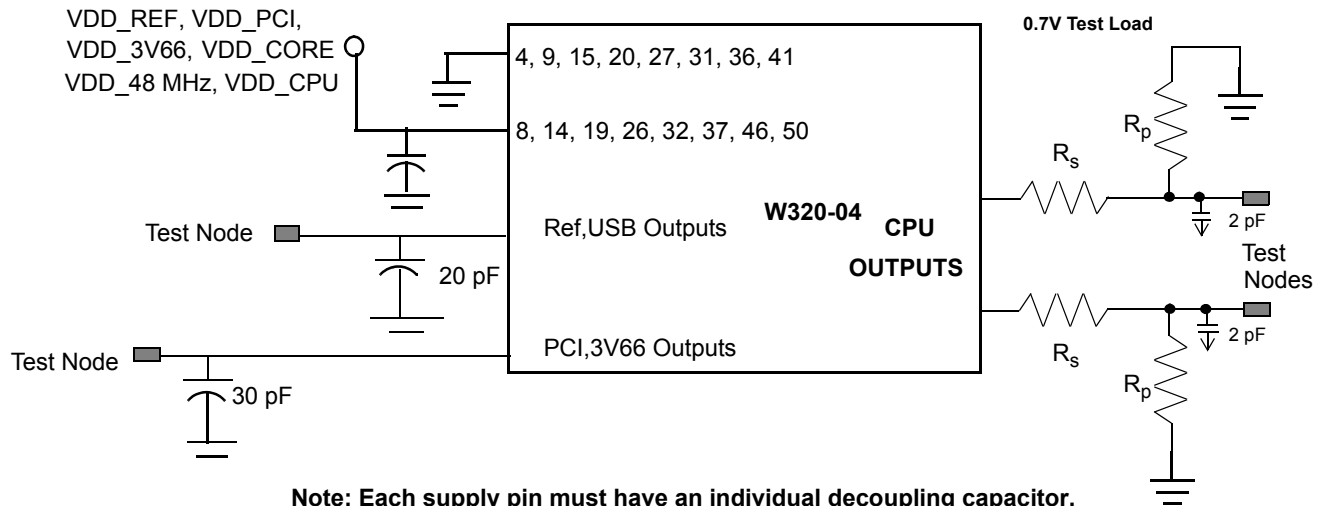 VDD_REF, VDD_PCI,
VDD_3V66, VDD_CORE
VDD_48 MHz, VDD_CPU
4, 9, 15, 20, 27, 31, 36, 41
8, 14, 19, 26, 32, 37, 46, 50
Test Node
Ref,USB Outputs
20 pF
Test Node
PCI,3V66 Outputs
30 pF
W320-04
CPU
OUTPUTS
0.7V Test Load
Rp
Rs
2 pF
Test
Nodes
2 pF
Rs
Rp
Note: Each supply pin must have an individual decoupling capacitor.